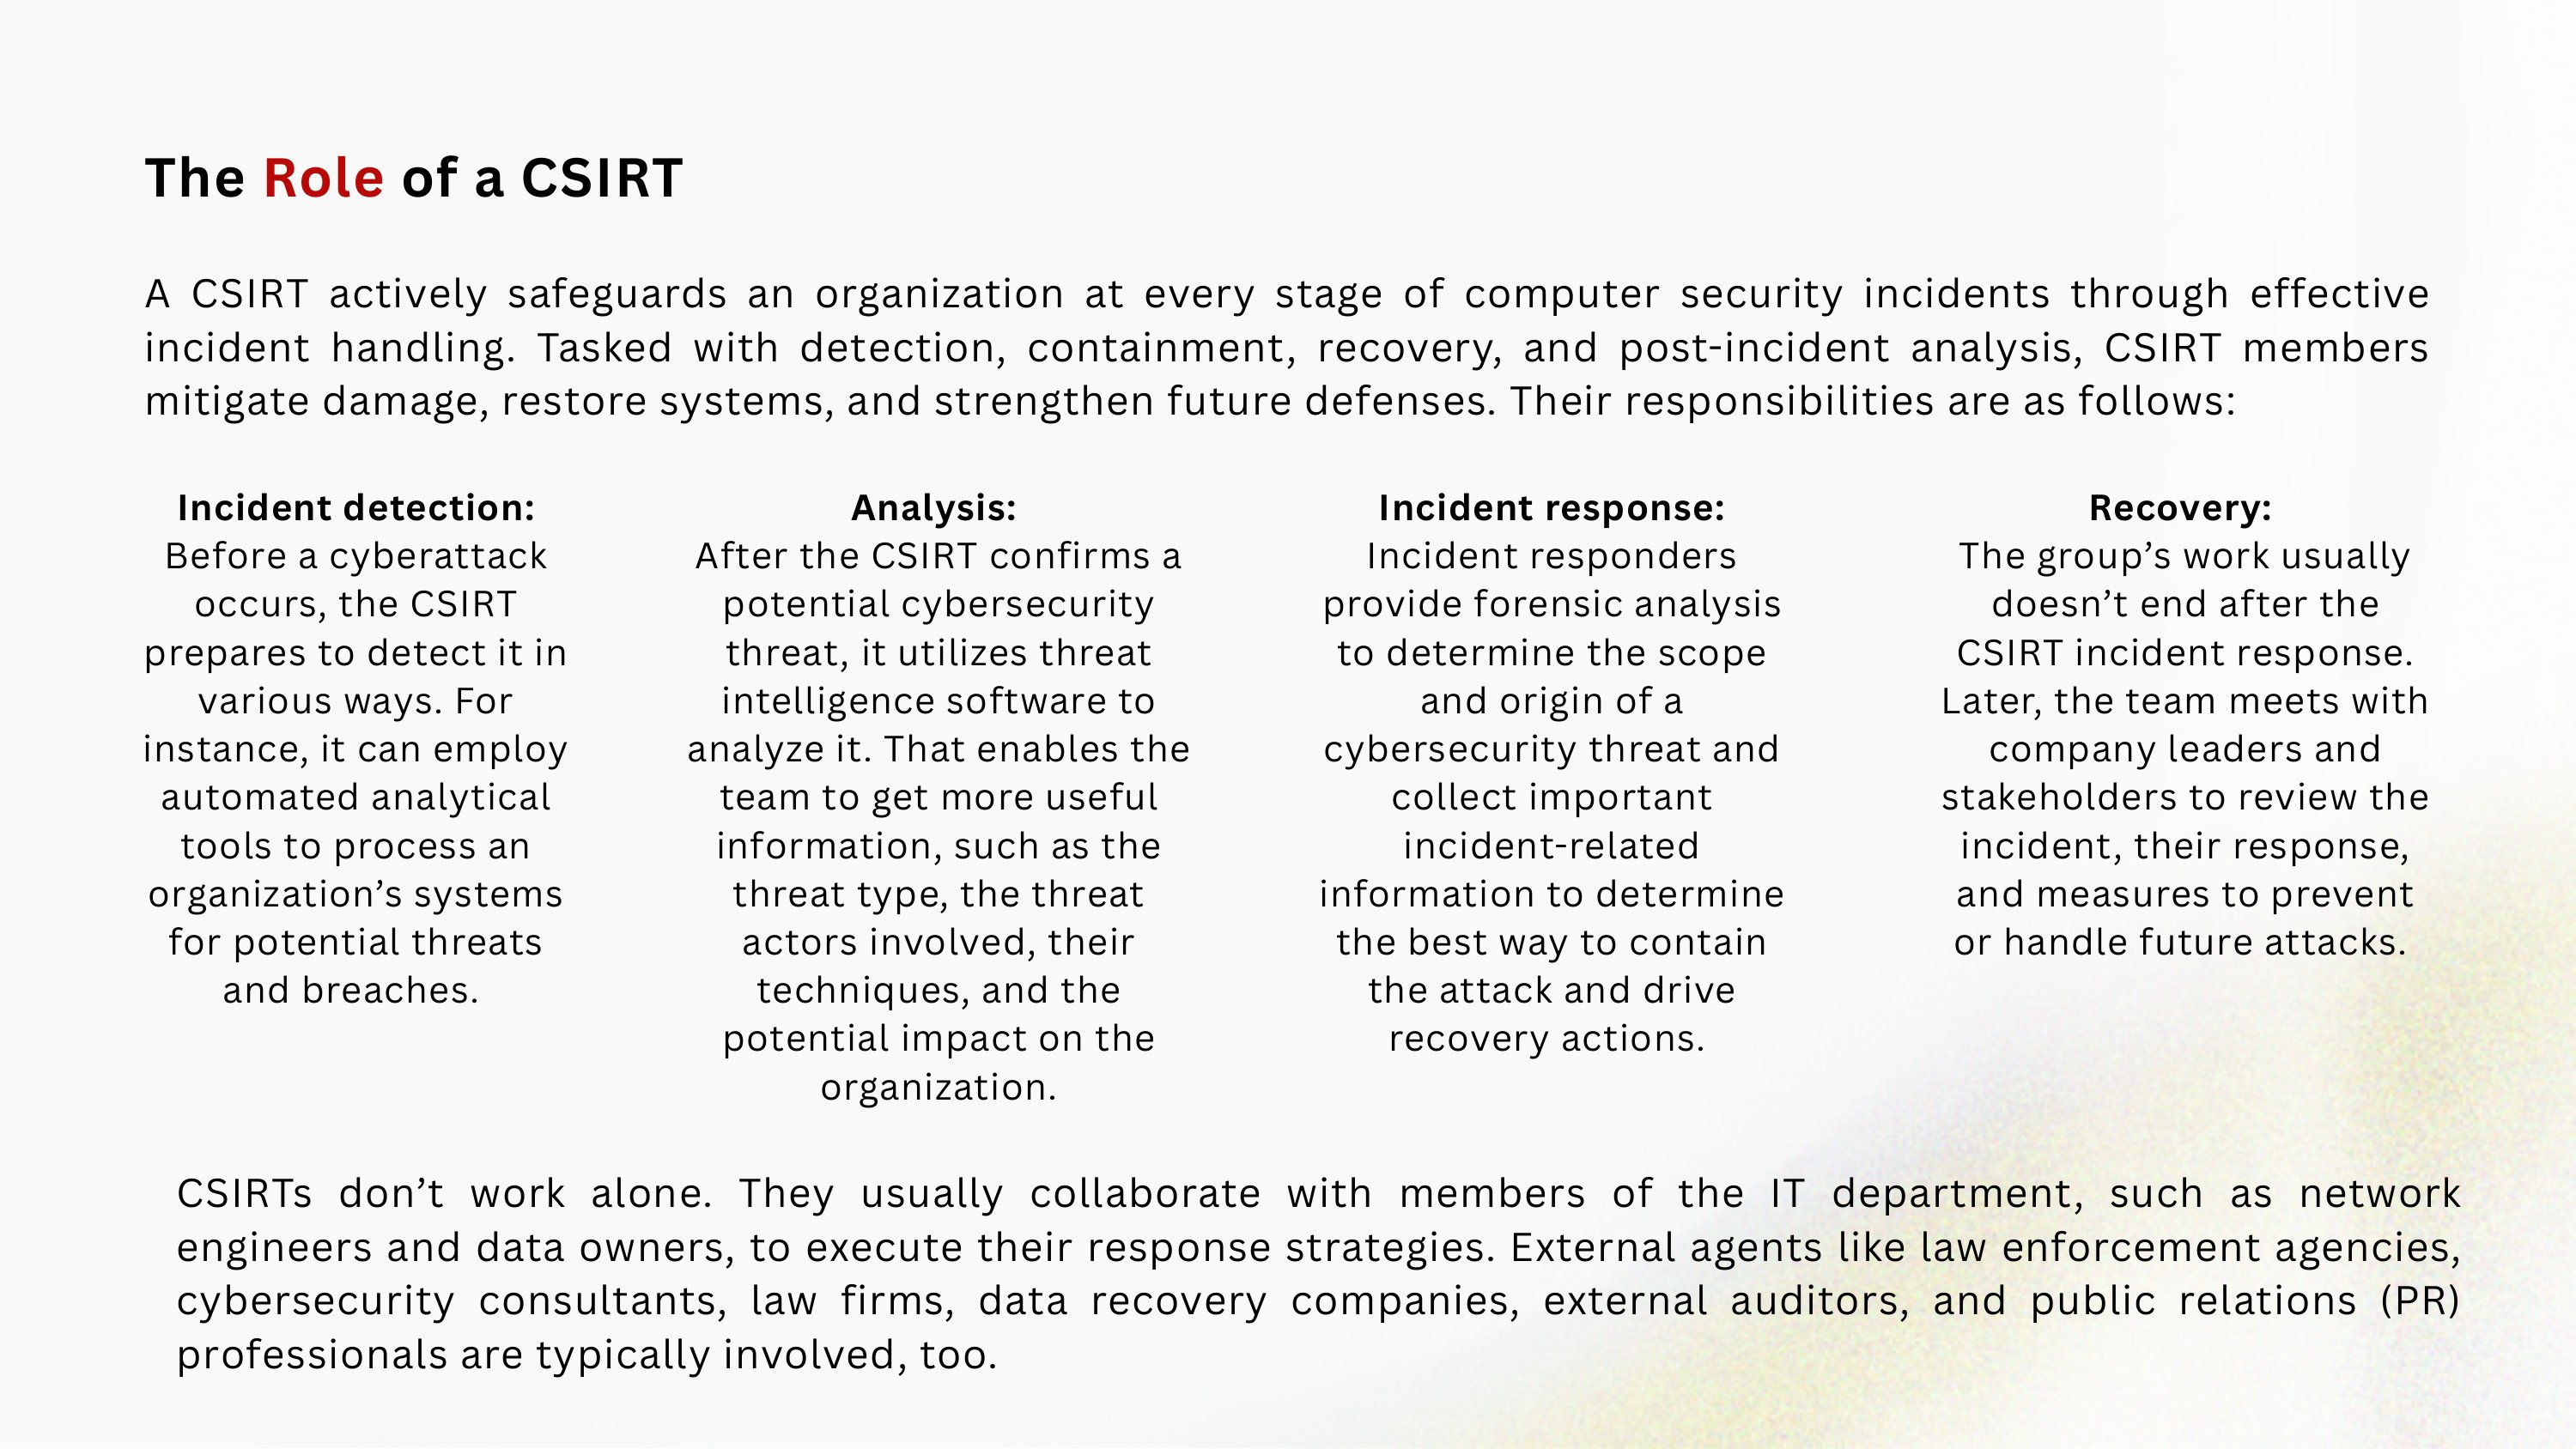 The Role of a CSIRT
A CSIRT actively safeguards an organization at every stage of computer security incidents through effective
incident handling. Tasked with detection, containment, recovery, and post-incident analysis, CSIRT members
mitigate damage, restore systems, and strengthen future defenses. Their responsibilities are as follows:
Incident detection:
Before a cyberattack
occurs, the CSIRT
prepares to detect it in
various ways. For
instance, it can employ
automated analytical
tools to process an
organization’s systems
for potential threats
and breaches.
Analysis:
After the CSIRT confirms a
potential cybersecurity
threat, it utilizes threat
intelligence software to
analyze it. That enables the
team to get more useful
information, such as the
threat type, the threat
actors involved, their
techniques, and the
potential impact on the
organization.
Incident response:
Incident responders
provide forensic analysis
to determine the scope
and origin of a
cybersecurity threat and
collect important
incident-related
information to determine
the best way to contain
the attack and drive
recovery actions.
Recovery:
The group’s work usually
doesn’t end after the
CSIRT incident response.
Later, the team meets with
company leaders and
stakeholders to review the
incident, their response,
and measures to prevent
or handle future attacks.
CSIRTs don’t work alone. They usually collaborate with members of the IT department, such as network
engineers and data owners, to execute their response strategies. External agents like law enforcement agencies,
cybersecurity consultants, law firms, data recovery companies, external auditors, and public relations (PR)
professionals are typically involved, too.